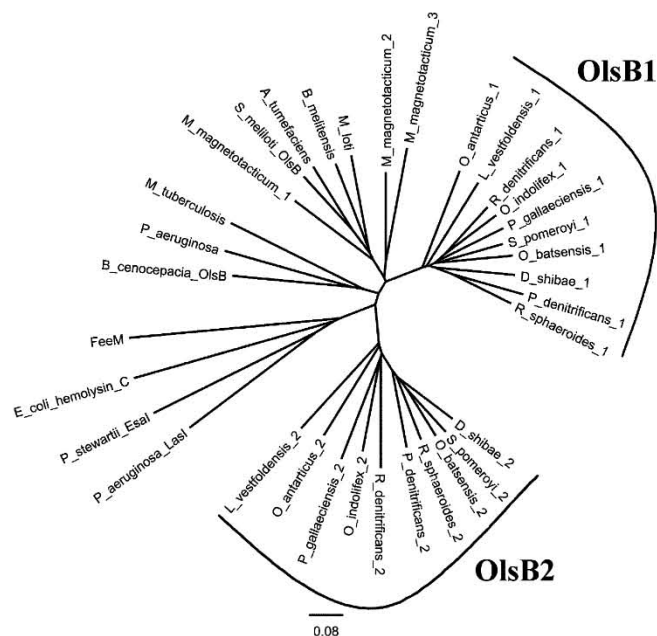 OlsB1
M_magnetotacticum_3
M_magnetotacticum_2
M_loti
B_melitensis
A_tumefaciens
S_meliloti_OlsB
M_magnetotacticum_1
M_tuberculosis
P_aeruginosa
B_cenocepacia_OlsB
FeeM
E_coli_hemolysin_C
P_stewartii_EsaI
P_aeruginosa_LasI
O_antarticus_1
L_vestfoldensis_1
R_denitrificans_1
O_indolifex_1
P_gallaeciensis_1
S_pomeroyi_1
O_batsensis_1
D_shibae_1
P_denitrificans_1
R_sphaeroides_1
L_vestfoldensis_2
O_antarticus_2
P_gallaeciensis_2
O_indolifex_2
R_denitrificans_2
P_denitrificans_2
R_sphaeroides_2
O_batsensis_2
S_pomeroyi_2
D_shibae_2
OlsB2
0.08